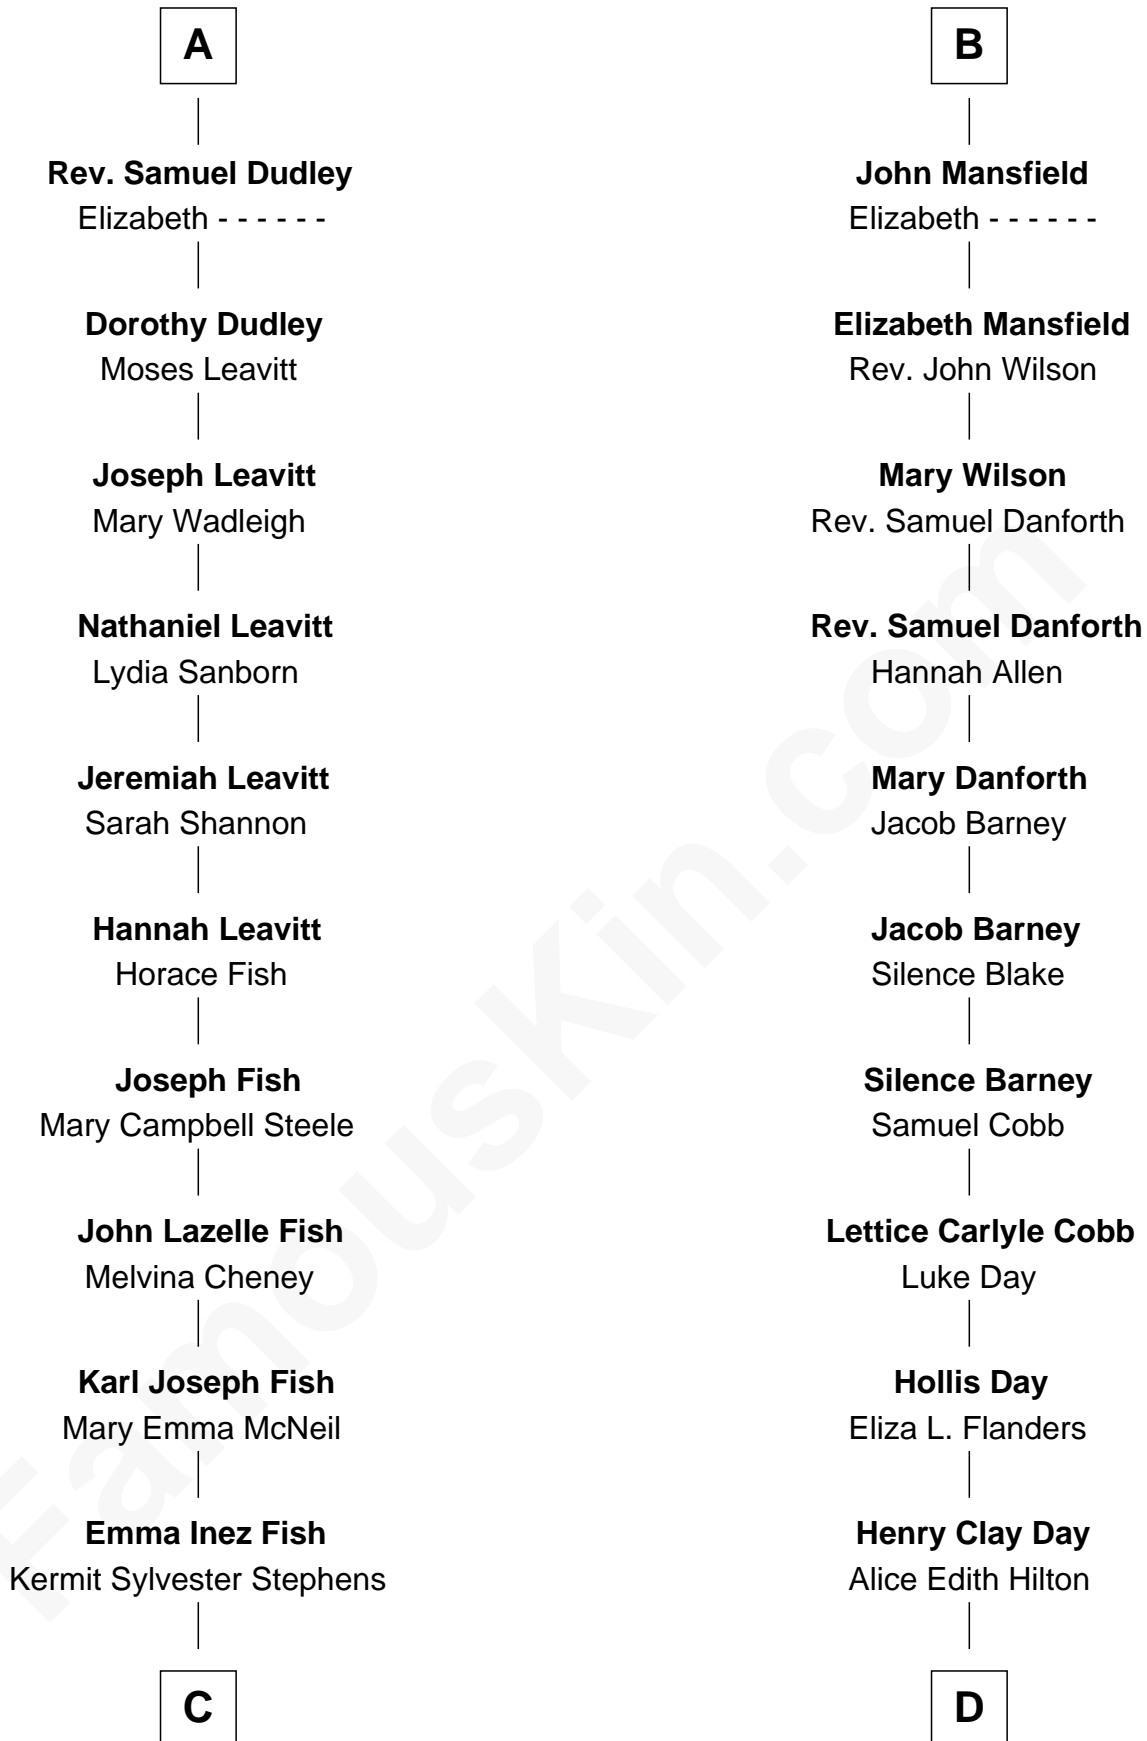 A
Rev. Samuel Dudley
Elizabeth - - - - - -
Dorothy Dudley
Moses Leavitt
Joseph Leavitt
Mary Wadleigh
Nathaniel Leavitt
Lydia Sanborn
Jeremiah Leavitt
Sarah Shannon
Hannah Leavitt
Horace Fish
Joseph Fish
Mary Campbell Steele
John Lazelle Fish
Melvina Cheney
Karl Joseph Fish
Mary Emma McNeil
Emma Inez Fish
Kermit Sylvester Stephens
C
B
John Mansfield
Elizabeth - - - - - -
Elizabeth Mansfield
Rev. John Wilson
Mary Wilson
Rev. Samuel Danforth
Rev. Samuel Danforth
Hannah Allen
Mary Danforth
Jacob Barney
Jacob Barney
Silence Blake
Silence Barney
Samuel Cobb
Lettice Carlyle Cobb
Luke Day
Hollis Day
Eliza L. Flanders
Henry Clay Day
Alice Edith Hilton
D
FamousKin.com